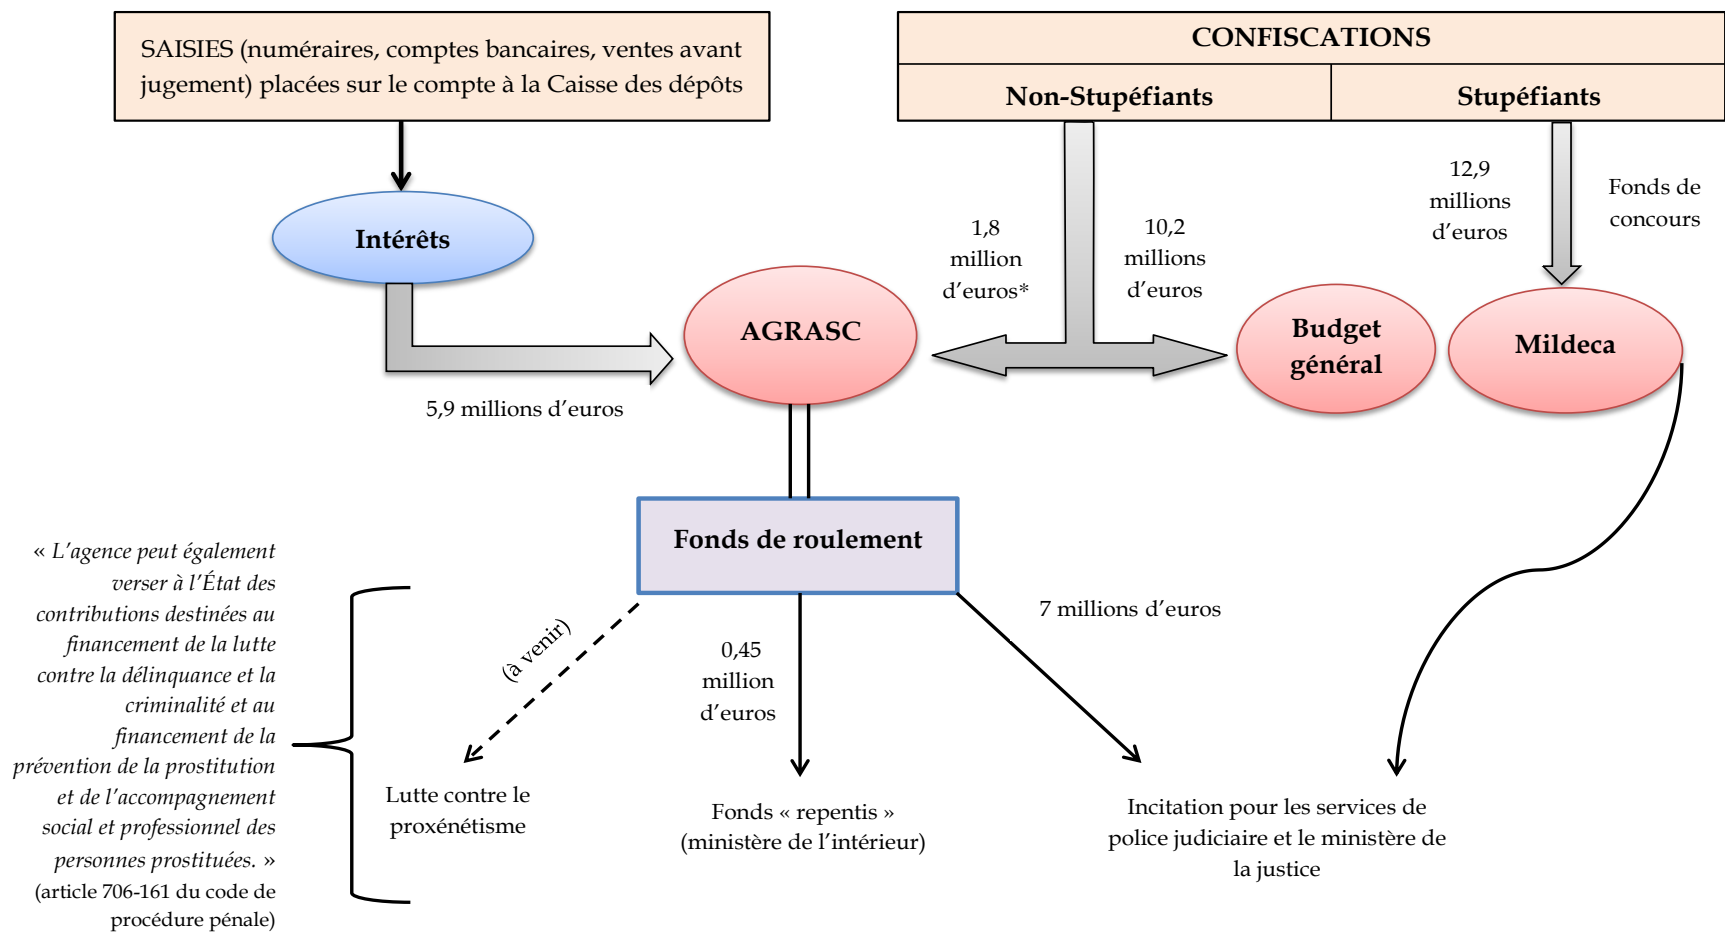 SAISIES (numéraires, comptes bancaires, ventes avant
jugement) placées sur le compte à la Caisse des dépôts
CONFISCATIONS
Non-Stupéfiants
Stupéfiants
12,9
millions
d’euros
Fonds de
concours
Intérêts
1,8
million
d’euros*
10,2
millions
d’euros
AGRASC
Budget
général
Mildeca
5,9 millions d’euros
Fonds de roulement
« L’agence peut également
verser à l’État des
contributions destinées au
financement de la lutte
contre la délinquance et la
criminalité et au
financement de la
prévention de la prostitution
et de l’accompagnement
social et professionnel des
personnes prostituées. »
(article 706-161 du code de
procédure pénale)
(à venir)
0,45
million
d’euros
7 millions d’euros
Lutte contre le
proxénétisme
Fonds « repentis »
(ministère de l’intérieur)
Incitation pour les services de
police judiciaire et le ministère de
la justice